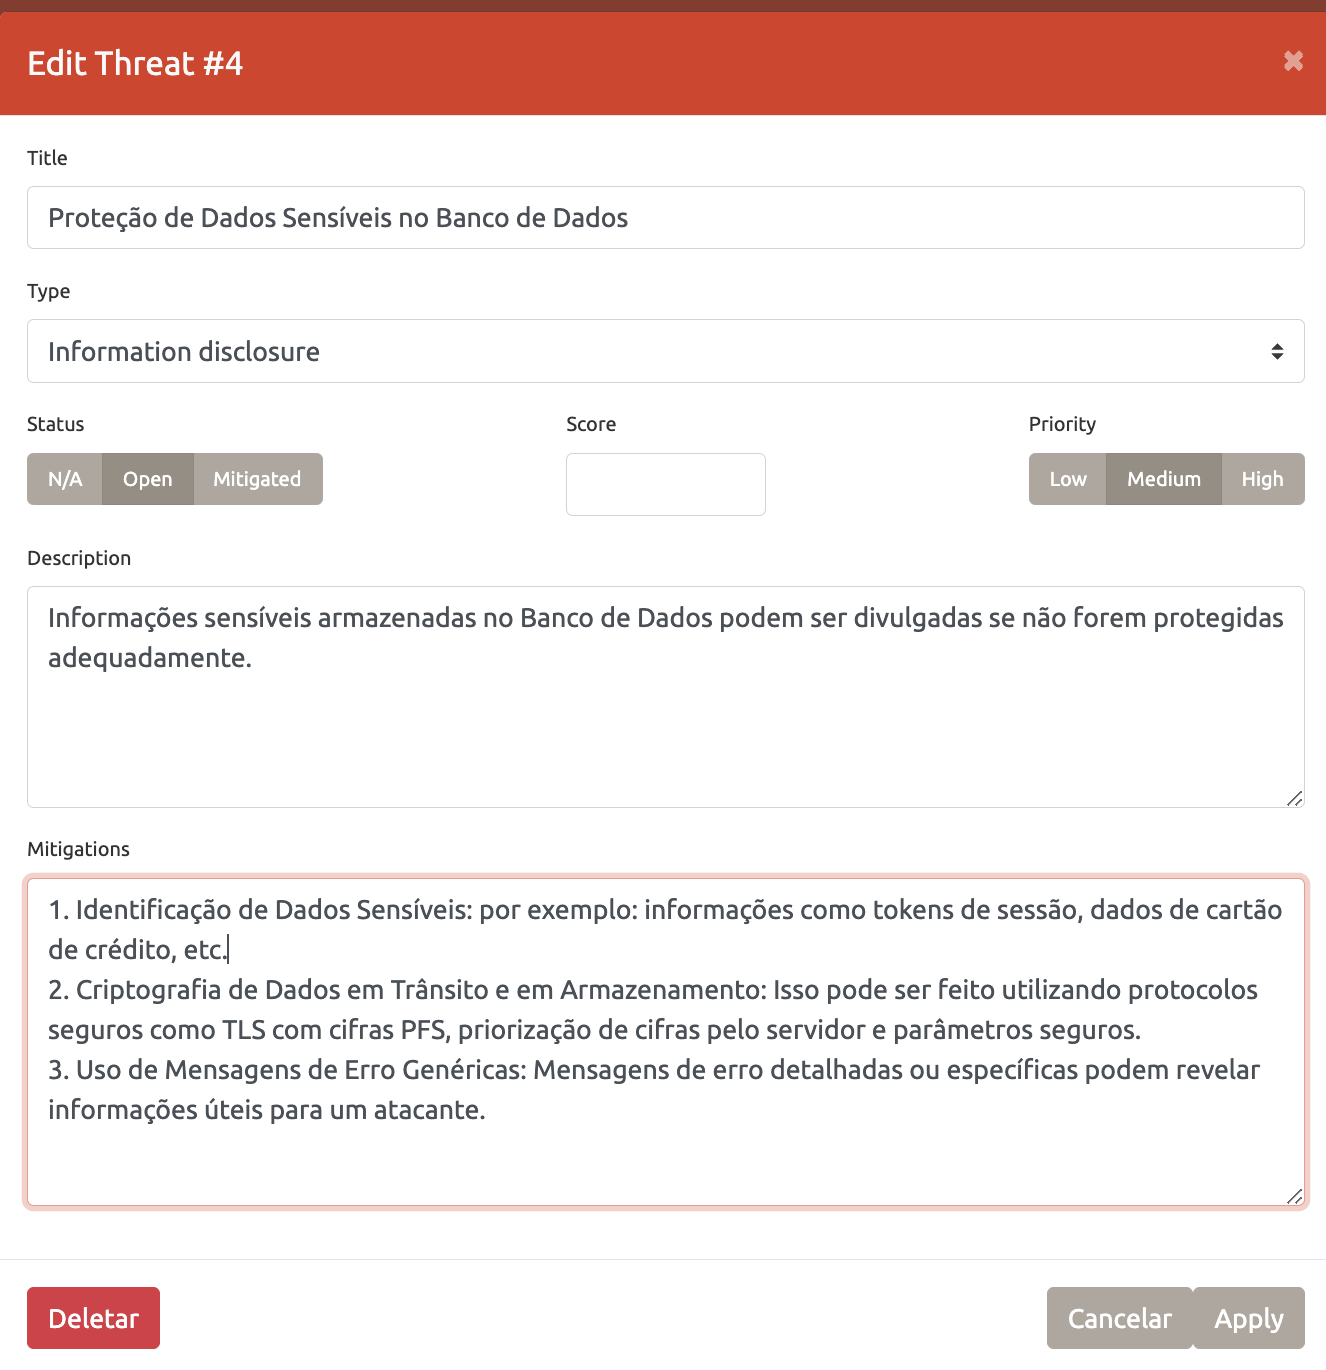 Edit Threat #4
Title
Proteção de Dados Sensíveis no Banco de Dados
Type
Information disclosure
Status
Score
Priority
N/A
Open
Mitigated
Low
Medium
High
Description
Informações sensíveis armazenadas no Banco de Dados podem ser divulgadas se não forem protegidas
adequadamente.
Mitigations
1. Identificação de Dados Sensíveis: por exemplo: informações como tokens de sessão, dados de cartão
de crédito, etc.
2. Criptografia de Dados em Trânsito e em Armazenamento: Isso pode ser feito utilizando protocolos
seguros como TLS com cifras PFS, priorização de cifras pelo servidor e parâmetros seguros.
3. Uso de Mensagens de Erro Genéricas: Mensagens de erro detalhadas ou específicas podem revelar
informações úteis para um atacante.
Deletar
Cancelar
Apply